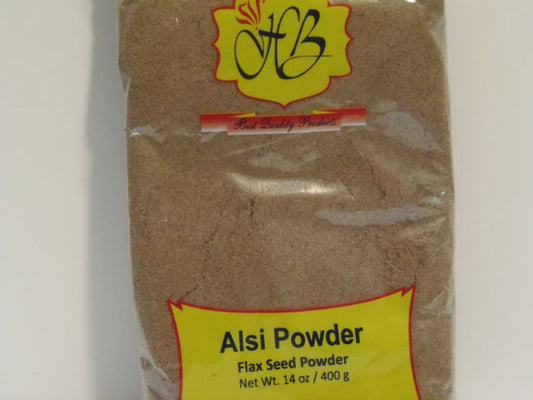 HB
Best Quality Products
Alsi Powder
Flax Seed Powder
Net Wt. 14 oz / 400 g